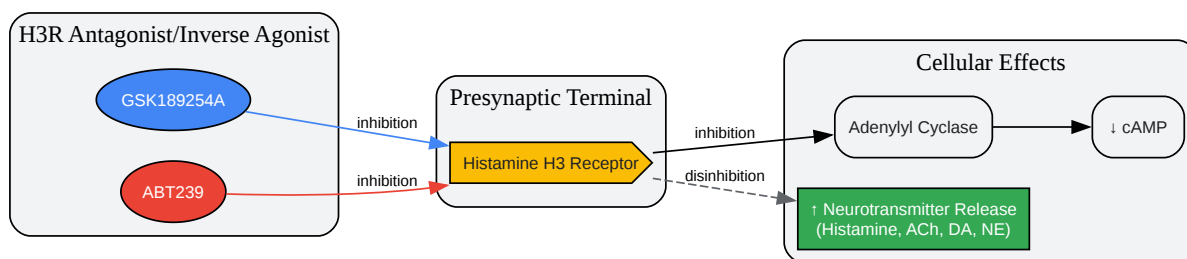 H3R Antagonist/Inverse Agonist
GSK189254A
ABT239
inhibition
inhibition
Presynaptic Terminal
Histamine H3 Receptor
inhibition
disinhibition
Cellular Effects
Adenylyl Cyclase
↓ cAMP
↑ Neurotransmitter Release
(Histamine, ACh, DA, NE)